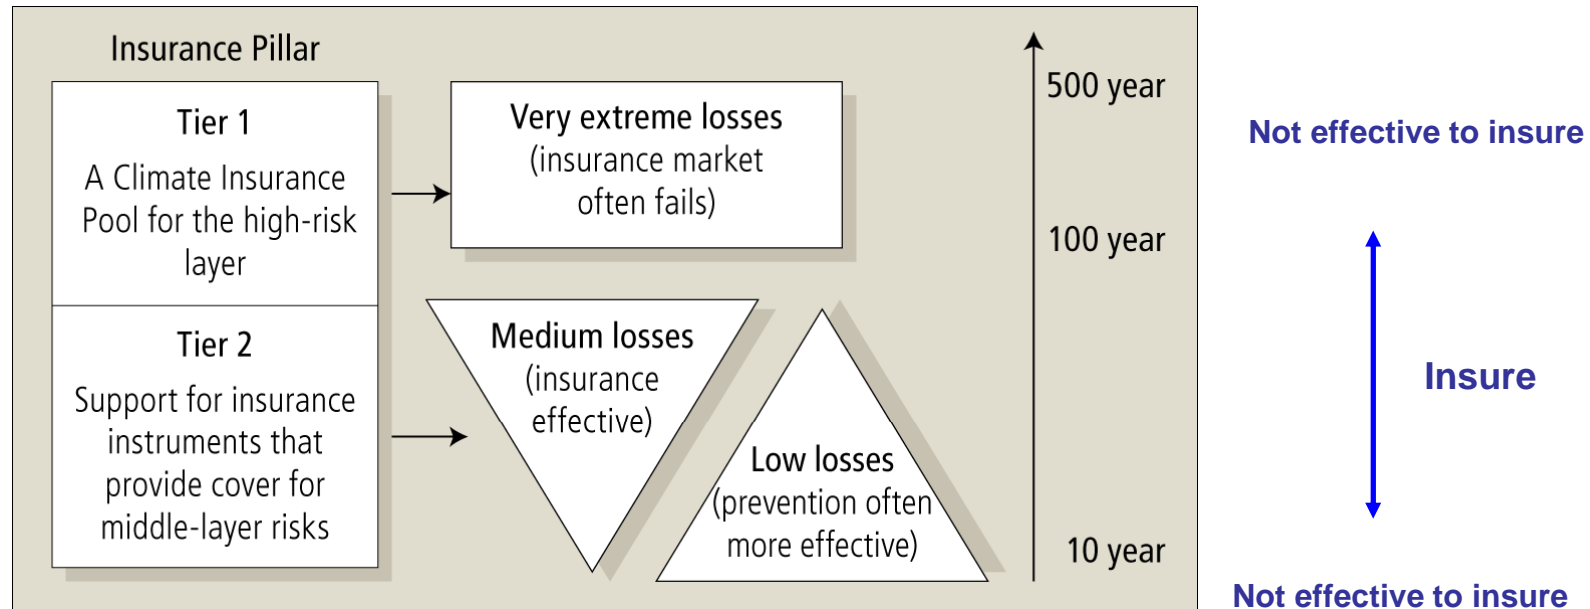 Insurance Pillar
Tier 1
A Climate Insurance
Pool for the high-risk
layer
Tier 2
Support for insurance
instruments that
provide cover for
middle-layer risks
Very extreme losses
(insurance market
often fails)
Medium losses
(insurance
effective)
Low losses
(prevention often
more effective)
500 year
100 year
10 year
Not effective to insure
Insure
Not effective to insure